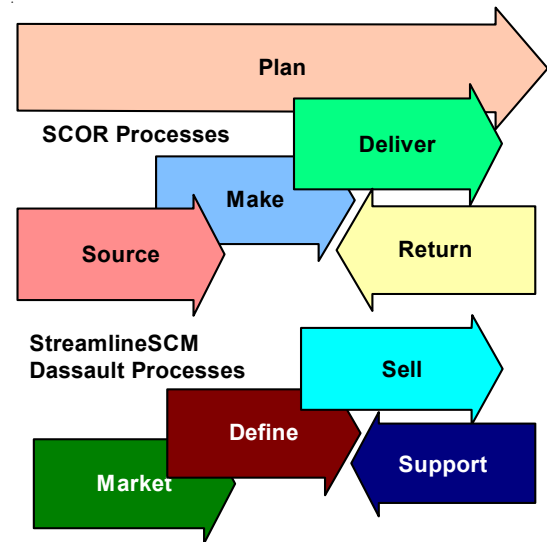 Plan
SCOR Processes
Deliver
Make
Source
Return
StreamlineSCM
Dassault Processes
Sell
Define
Support
Market